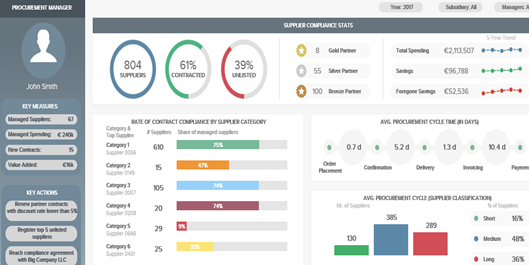 PROCUREMENT MANAGER
Year: 2017
Subsidiary: All
Managers: A
John Smith
KEY MEASURES
Managed Suppliers: 67
Managed Spending: € 240k
New Contracts: 15
Value Added: €16k
KEY ACTIONS
Renew panter contracts
with discount rate lower than 5%
Register top 5 unlisted
suppliers
Reach compliance agreement
with Big Company LLC
SUPPLIER COMPLIANCE STATS
804
SUPPLIERS
61%
CONTRACTED
39%
UNLISTED
8 Gold Partner
55 Silver Partner
100 Bronze Partner
5-Year Trend
Total Spending €2,113,507
Savings €96,788
Foregone Savings €52,536
RATE OF CONTRACT COMPLIANCE BY SUPPLIER CATEGORY
Category &
Top Supplier
# Suppliers
Share of managed suppliers
Category 1
Supplier 0056
610
75%
Category 2
Supplier 0149
15
47%
Category 3
Supplier 0007
105
74%
Category 4
Supplier 0208
20
74%
Category 5
Supplier 0648
29
9%
Category 6
Supplier 0401
25
33%
AVG. PROCUREMENT CYCLE TIME (IN DAYS)
0.7 d
5.2 d
1.3 d
10.4 d
Order
Placement
Confirmation
Delivery
Invoicing
Paymen
AVG. PROCUREMENT CYCLE (SUPPLIER CLASSIFICATION)
Nr. of Suppliers
% of Suppliers
130
385
289
Short 16%
Medium 48%
Long 36%